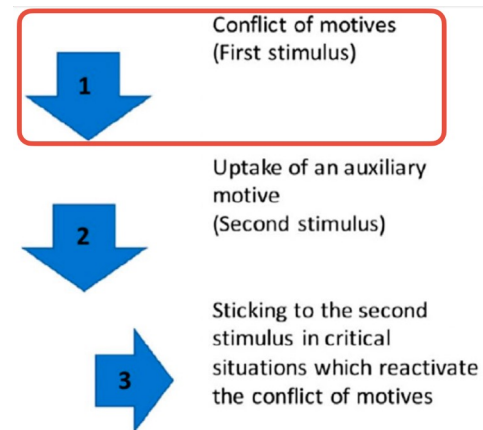 Conflict of motives
(First stimulus)
1
Uptake of an auxiliary
motive
(Second stimulus)
2
Sticking to the second
stimulus in critical
situations which reactivate
the conflict of motives
3